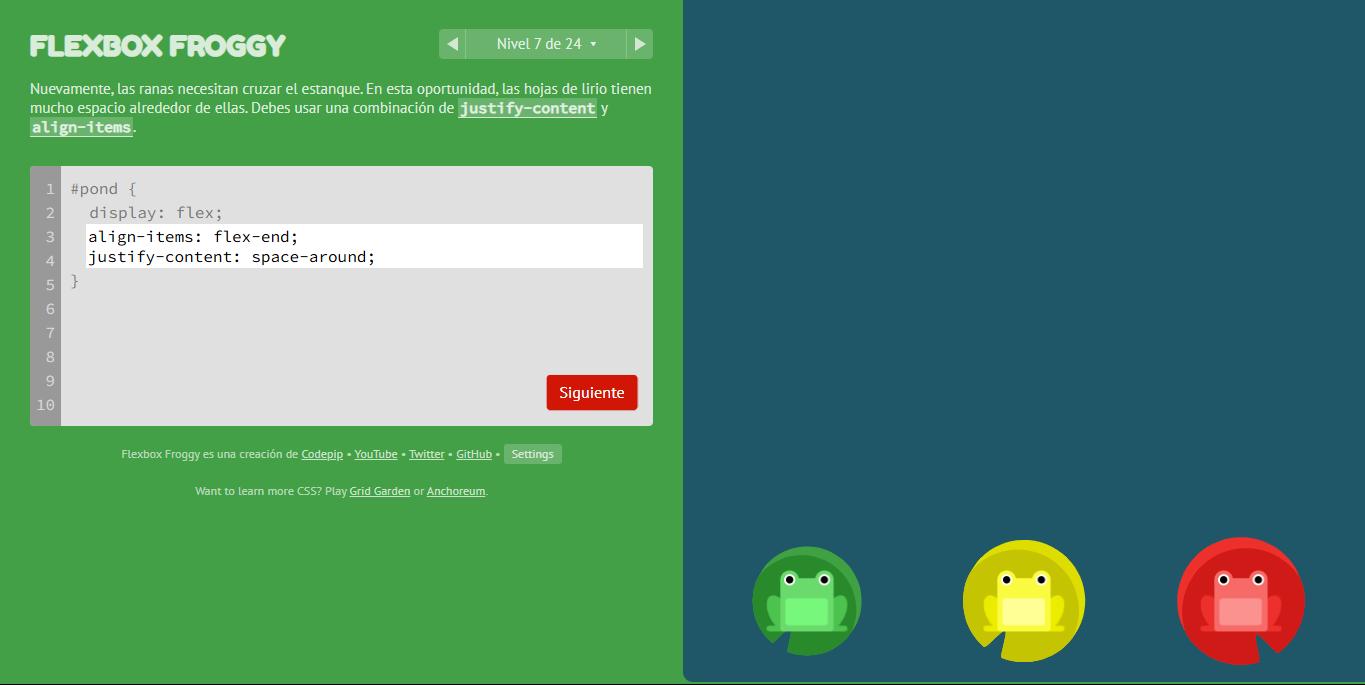 FLEXBOX FROGGY
Nivel 7 de 24
Nuevamente, las ranas necesitan cruzar el estanque. En esta oportunidad, las hojas de lirio tienen
mucho espacio alrededor de ellas. Debes usar una combinación de justify-content y
align-items.
1 #pond {
2 display: flex;
3 align-items: flex-end;
4 justify-content: space-around;
5 }
6
7
8
9
10
Siguiente
Flexbox Froggy es una creación de Codepip • YouTube • Twitter • GitHub • Settings
Want to learn more CSS? Play Grid Garden or Anchoreum.